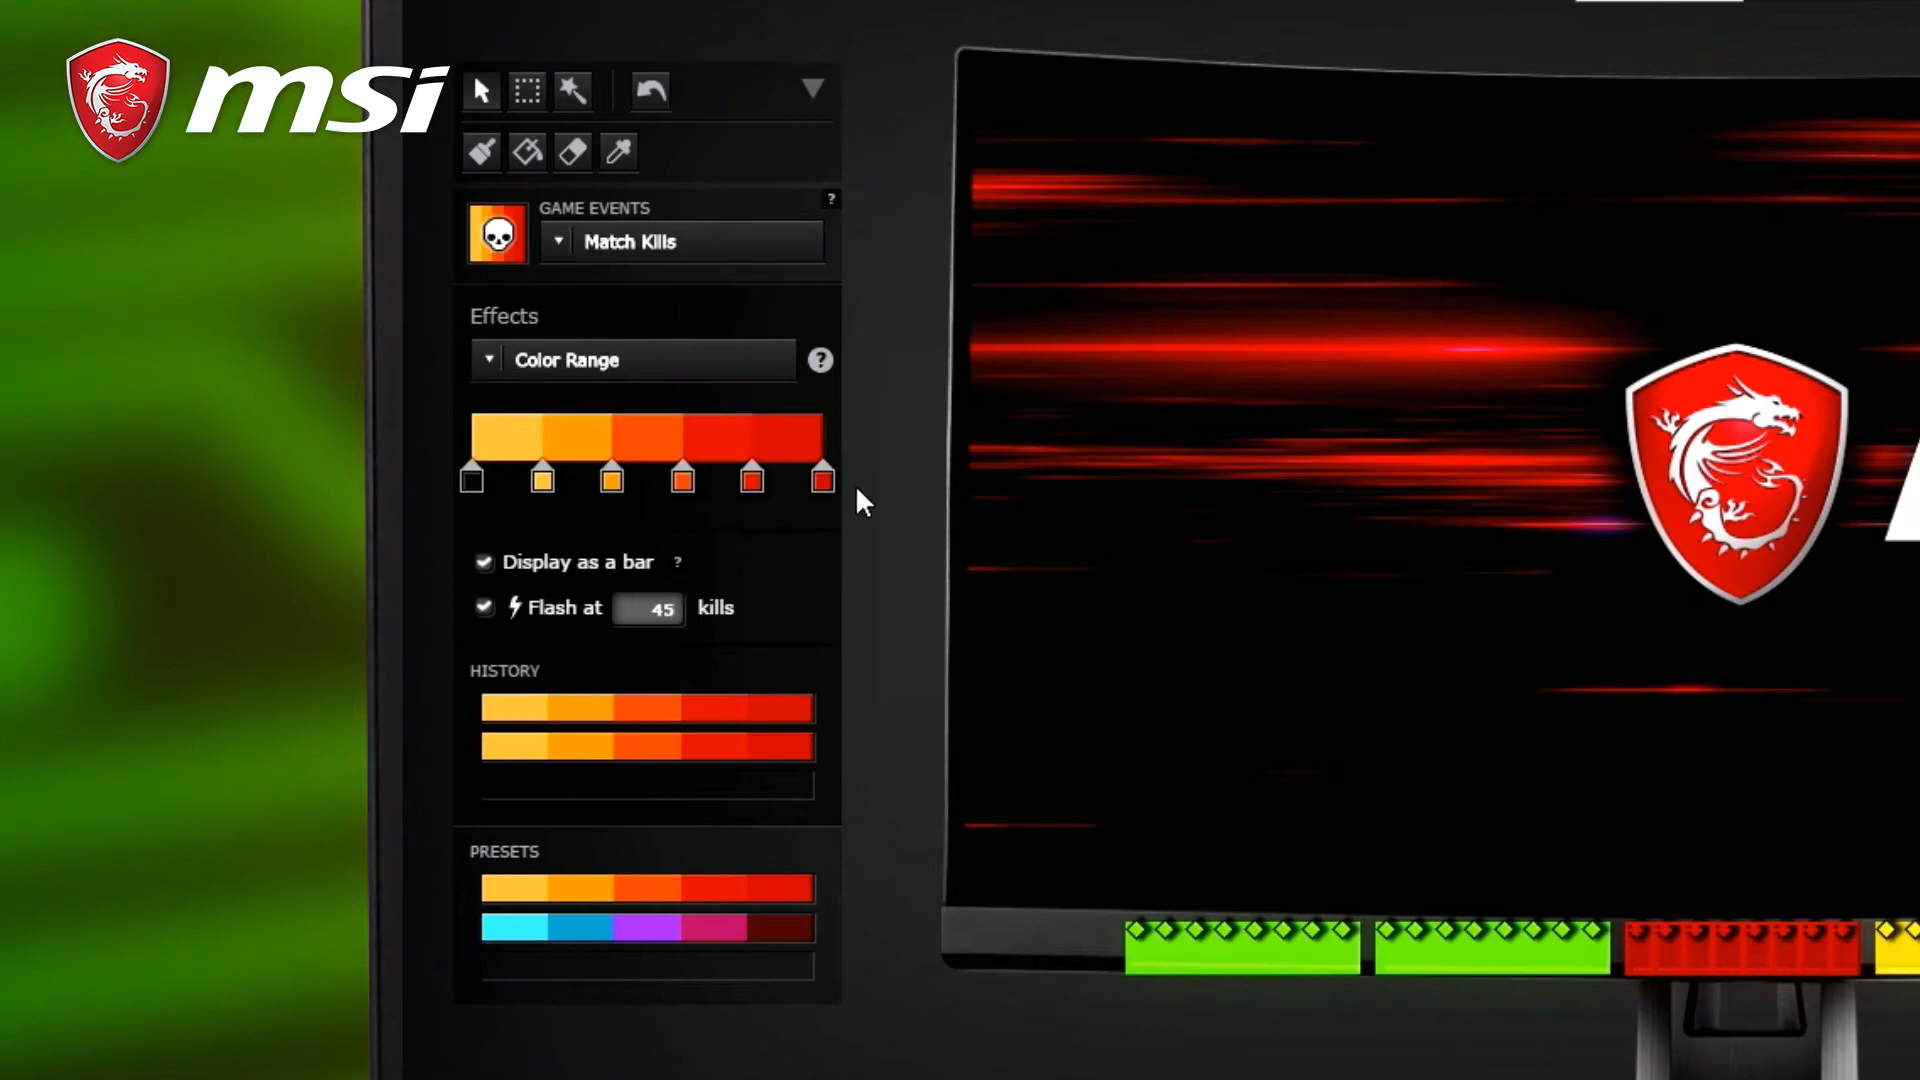 msi
GAME EVENTS
?
Match Kills
Effects
Color Range
?
Display as a bar ?
Flash at 45 kills
HISTORY
PRESETS